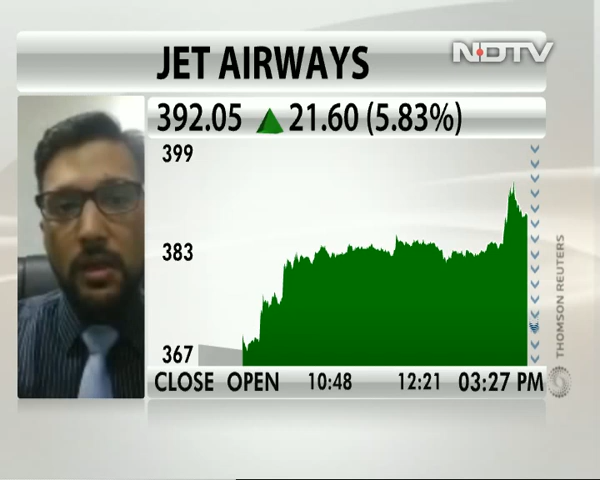 JET AIRWAYS
NDTV
392.05 ▲ 21.60 (5.83%)
399
383
367
CLOSE OPEN 10:48 12:21 03:27 PM
THOMSON REUTERS